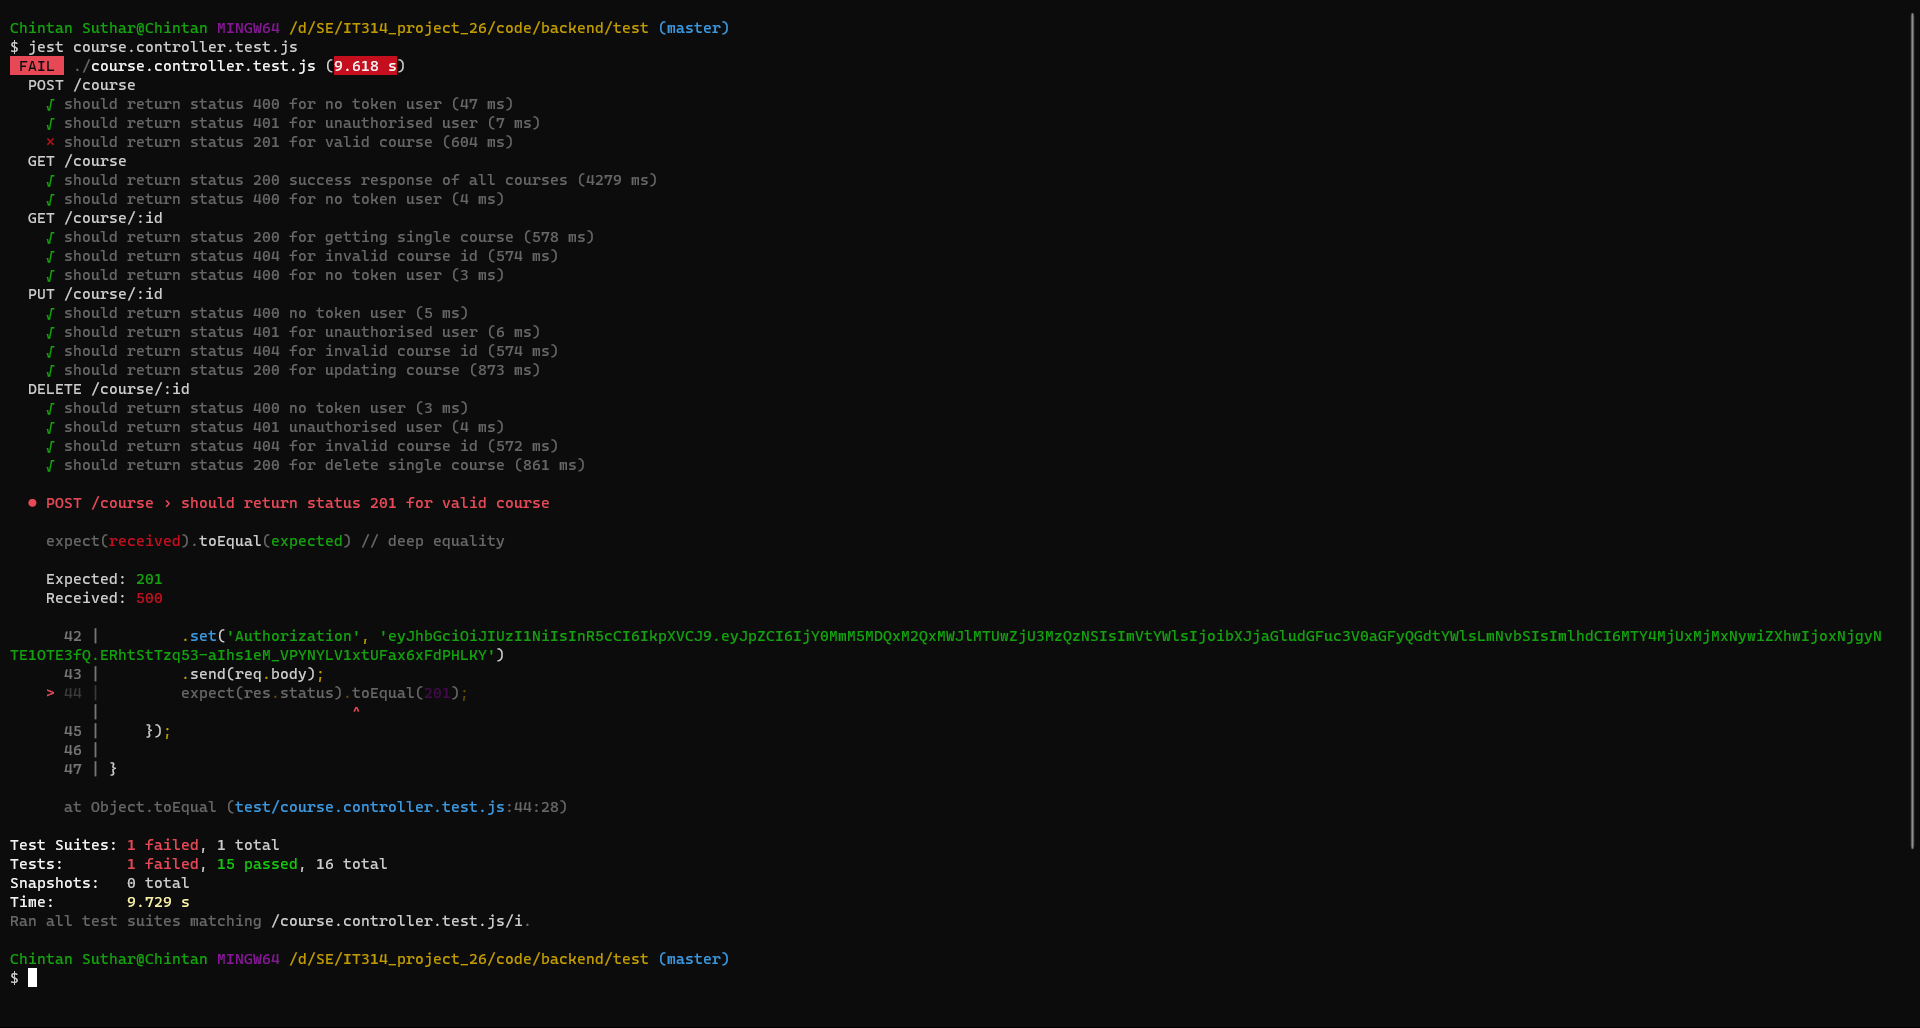 Chintan Suthar@Chintan MINGW64 /d/SE/IT314_project_26/code/backend/test (master)
$ jest course.controller.test.js
FAIL ./course.controller.test.js (9.618 s)
POST /course
√ should return status 400 for no token user (47 ms)
√ should return status 401 for unauthorised user (7 ms)
× should return status 201 for valid course (604 ms)
GET /course
√ should return status 200 success response of all courses (4279 ms)
√ should return status 400 for no token user (4 ms)
GET /course/:id
√ should return status 200 for getting single course (578 ms)
√ should return status 404 for invalid course id (574 ms)
√ should return status 400 for no token user (3 ms)
PUT /course/:id
√ should return status 400 no token user (5 ms)
√ should return status 401 for unauthorised user (6 ms)
√ should return status 404 for invalid course id (574 ms)
√ should return status 200 for updating course (873 ms)
DELETE /course/:id
√ should return status 400 no token user (3 ms)
√ should return status 401 unauthorised user (4 ms)
√ should return status 404 for invalid course id (572 ms)
√ should return status 200 for delete single course (861 ms)
● POST /course › should return status 201 for valid course
expect(received).toEqual(expected) // deep equality
Expected: 201
Received: 500
42 | .set('Authorization', 'eyJhbGciOiJIUzI1NiIsInR5cCI6IkpXVCJ9.eyJpZCI6IjY0MmM5MDQxM2QxMWJlMTUwZjU3MzQzNSIsImVtYWlsIjoibXJjaGludGFuc3V0aGFyQGdtYWlsLmNvbSIsImlhdCI6MTY4MjUxMjMxNywiZXhwIjoxNjgyN
TE1OTE3fQ.ERhtStTzq53-aIhs1eM_VPYNYLV1xtUFax6xFdPHLKY')
43 | .send(req.body);
> 44 | expect(res.status).toEqual(201);
| ^
45 | });
46 |
47 | }
at Object.toEqual (test/course.controller.test.js:44:28)
Test Suites: 1 failed, 1 total
Tests: 1 failed, 15 passed, 16 total
Snapshots: 0 total
Time: 9.729 s
Ran all test suites matching /course.controller.test.js/i.
Chintan Suthar@Chintan MINGW64 /d/SE/IT314_project_26/code/backend/test (master)
$